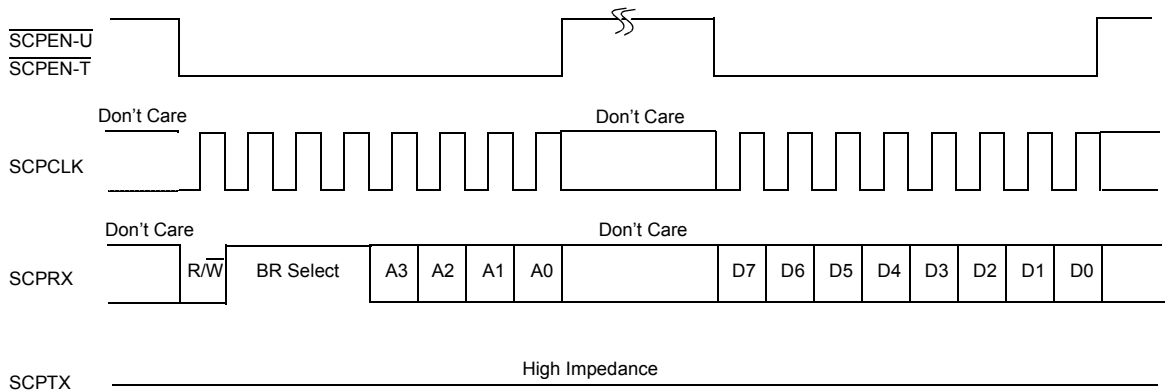 SCPEN-U
SCPEN-T
Don't Care Don't Care
SCPCLK
Don't Care Don't Care
SCPRX R/W BR Select A3 A2 A1 A0 D7 D6 D5 D4 D3 D2 D1 D0
High Impedance
SCPTX